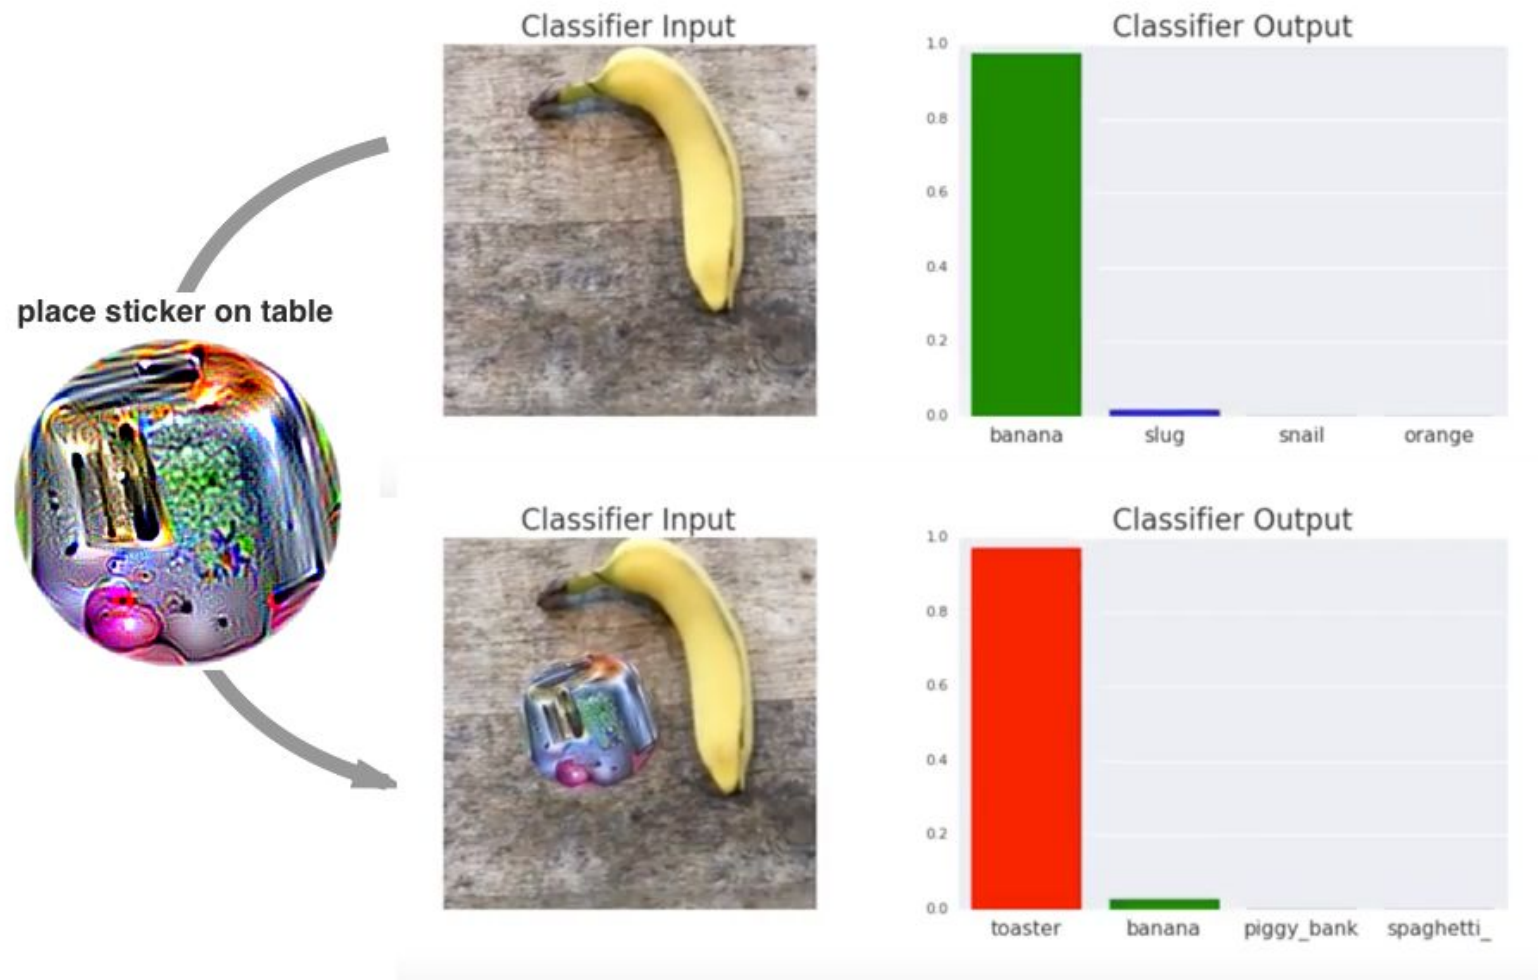 Classifier Input
Classifier Output
1.0
0.8
0.6
0.4
0.2
0.0
banana slug snail orange
place sticker on table
Classifier Input
Classifier Output
1.0
0.8
0.6
0.4
0.2
0.0
toaster banana piggy_bank spaghetti_